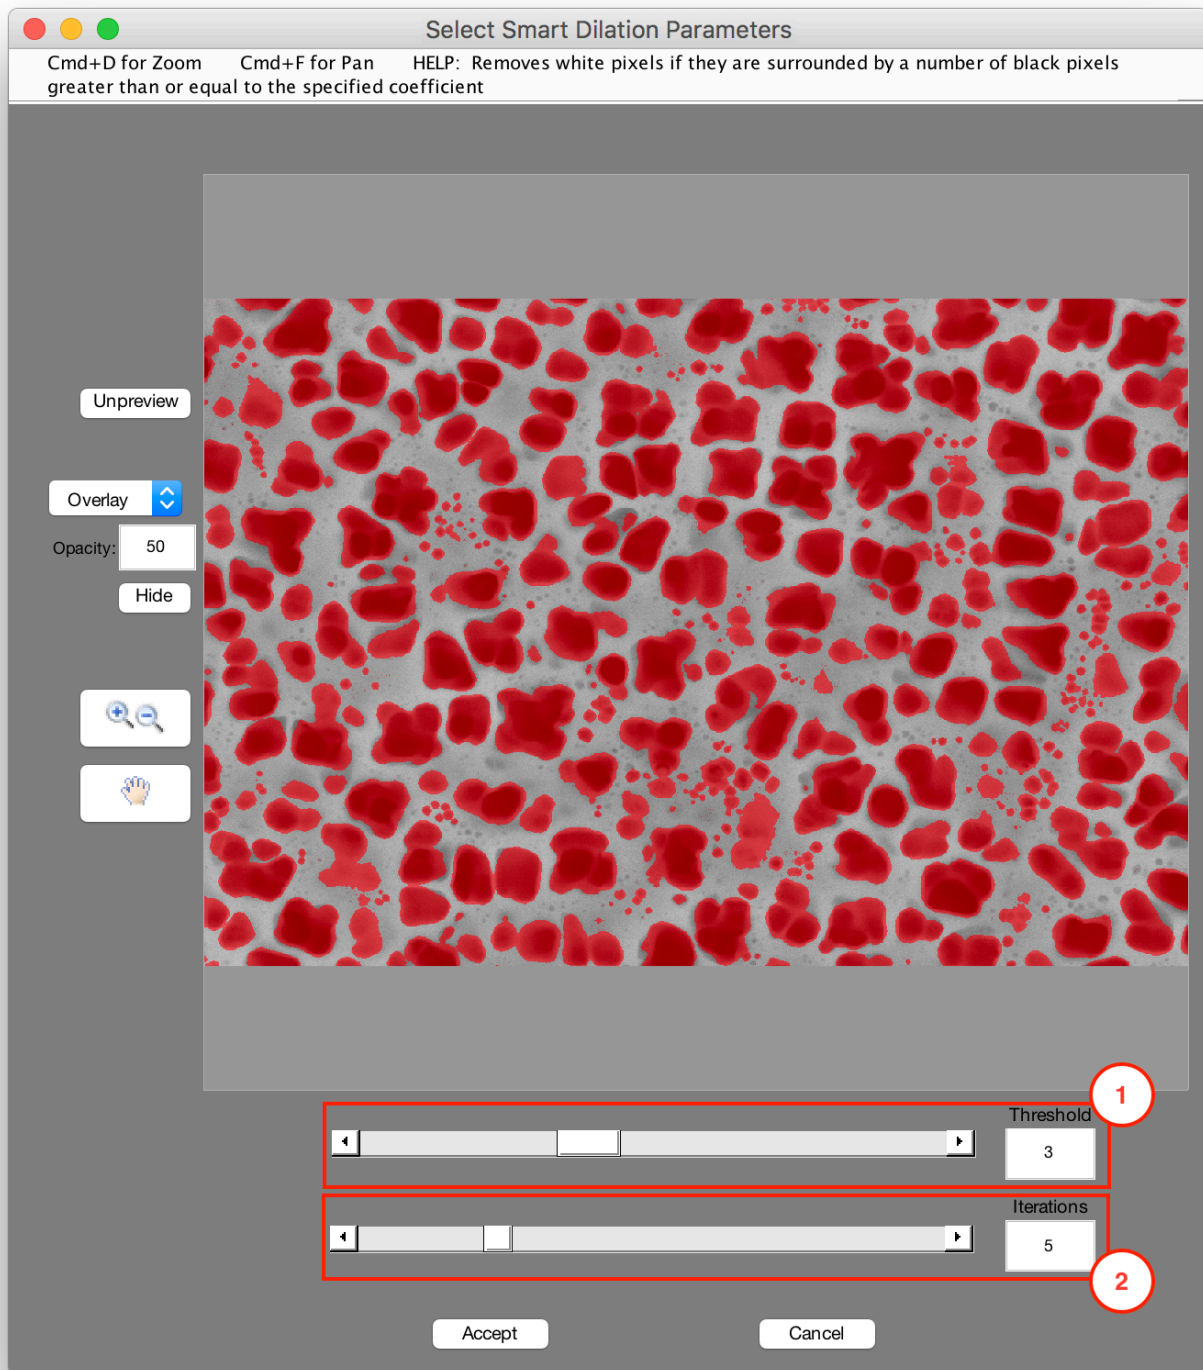 Select Smart Dilation Parameters
Cmd+D for Zoom Cmd+F for Pan HELP: Removes white pixels if they are surrounded by a number of black pixels
greater than or equal to the specified coefficient
Unpreview
Overlay
Opacity: 50
Hide
1
Threshold
3
Iterations
5
2
Accept Cancel